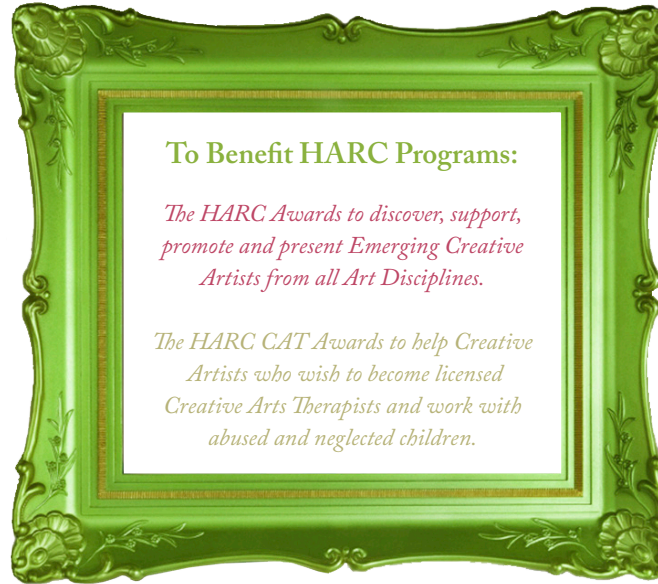 To Benefit HARC Programs:
The HARC Awards to discover, support,
promote and present Emerging Creative
Artists from all Art Disciplines.
The HARC CAT Awards to help Creative
Artists who wish to become licensed
Creative Arts Therapists and work with
abused and neglected children.